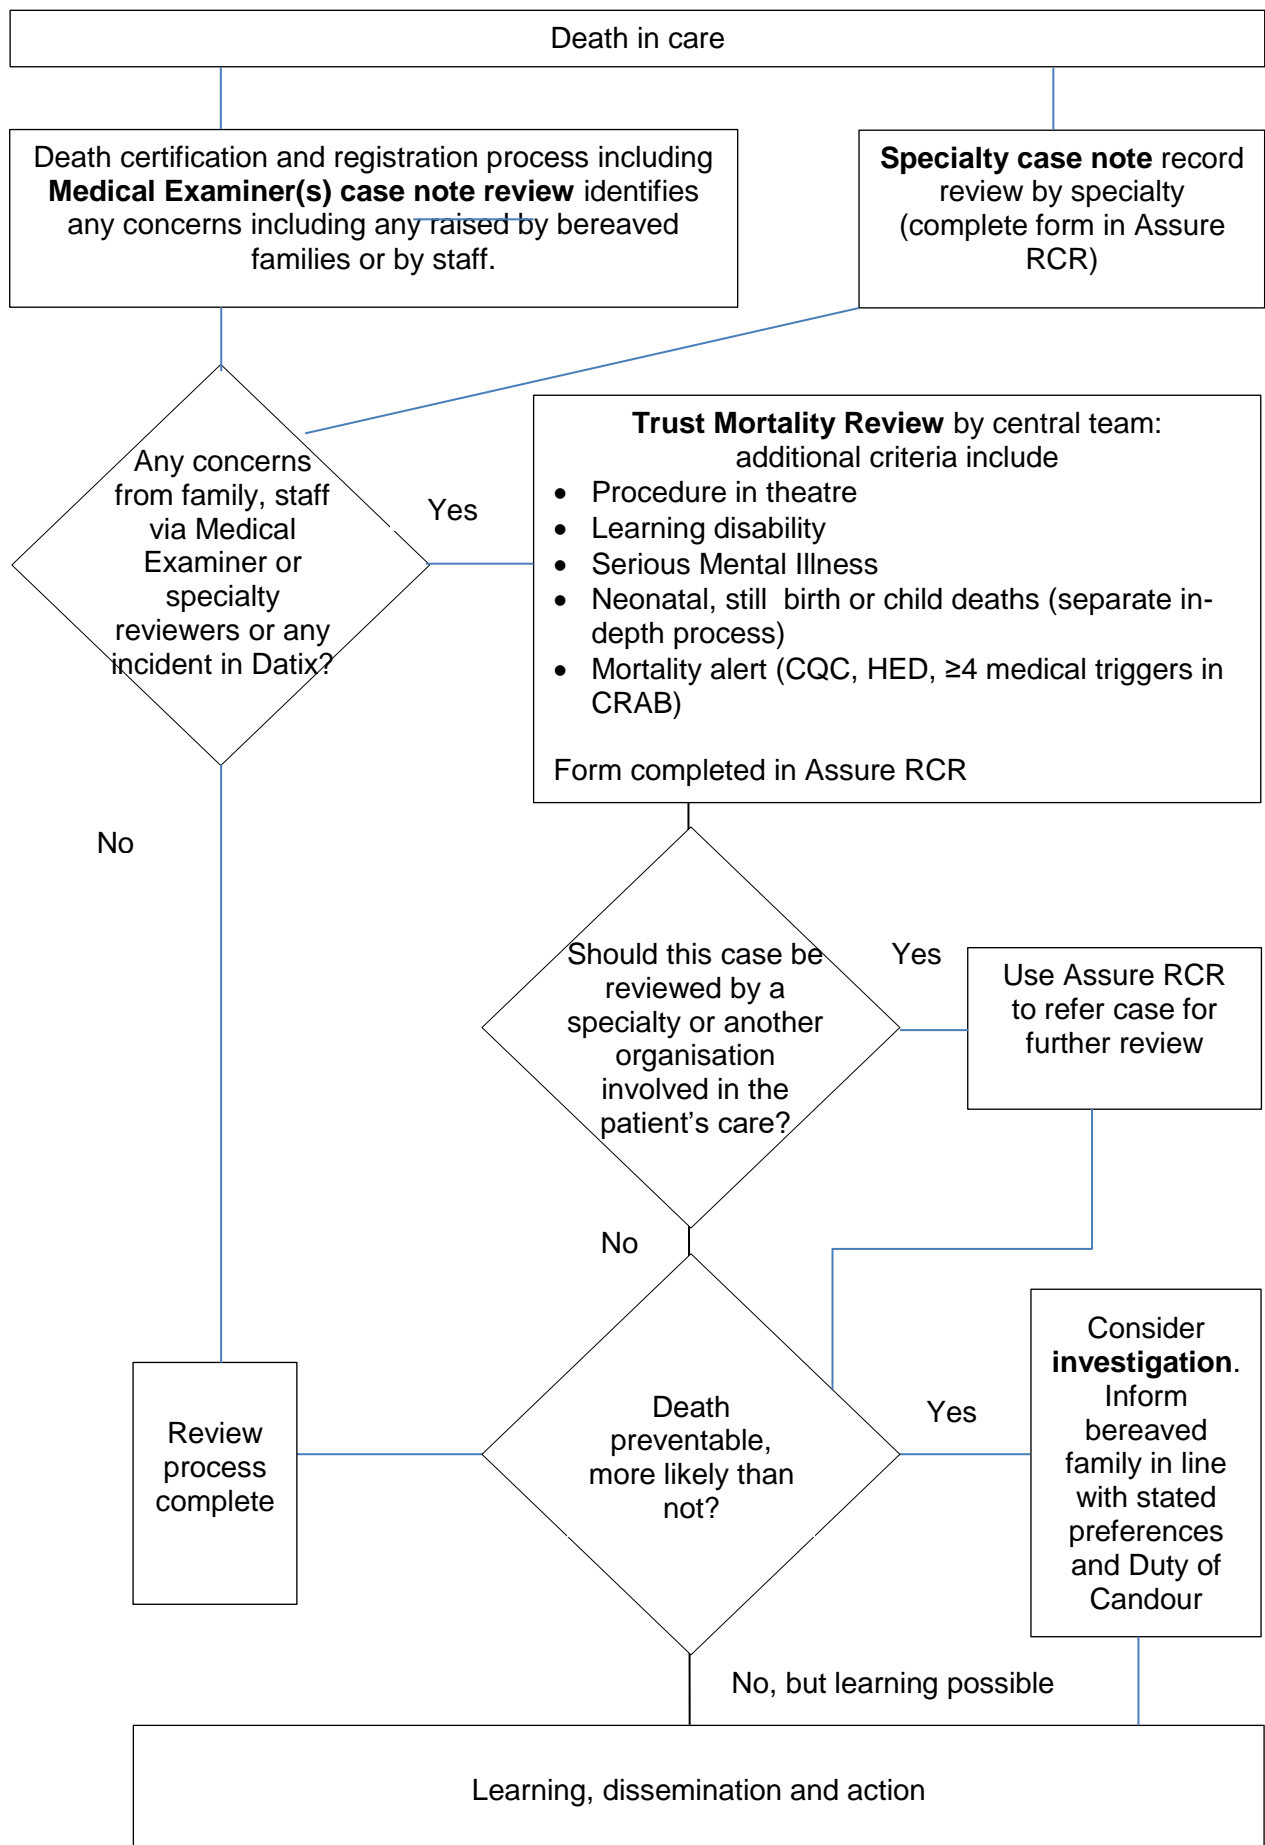 Death in care
Death certification and registration process including
Medical Examiner(s) case note review identifies
any concerns including any raised by bereaved
families or by staff.
Specialty case note record
review by specialty
(complete form in Assure
RCR)
Any concerns
from family, staff
via Medical
Examiner or
specialty
reviewers or any
incident in Datix?
Yes
Trust Mortality Review by central team:
additional criteria include
• Procedure in theatre
• Learning disability
• Serious Mental Illness
• Neonatal, still birth or child deaths (separate in-
depth process)
• Mortality alert (CQC, HED, ≥4 medical triggers in
CRAB)
Form completed in Assure RCR
No
Should this case be
reviewed by a
specialty or another
organisation
involved in the
patient’s care?
Yes
Use Assure RCR
to refer case for
further review
No
Review
process
complete
Death
preventable,
more likely than
not?
Yes
Consider
investigation.
Inform
bereaved
family in line
with stated
preferences
and Duty of
Candour
No, but learning possible
Learning, dissemination and action